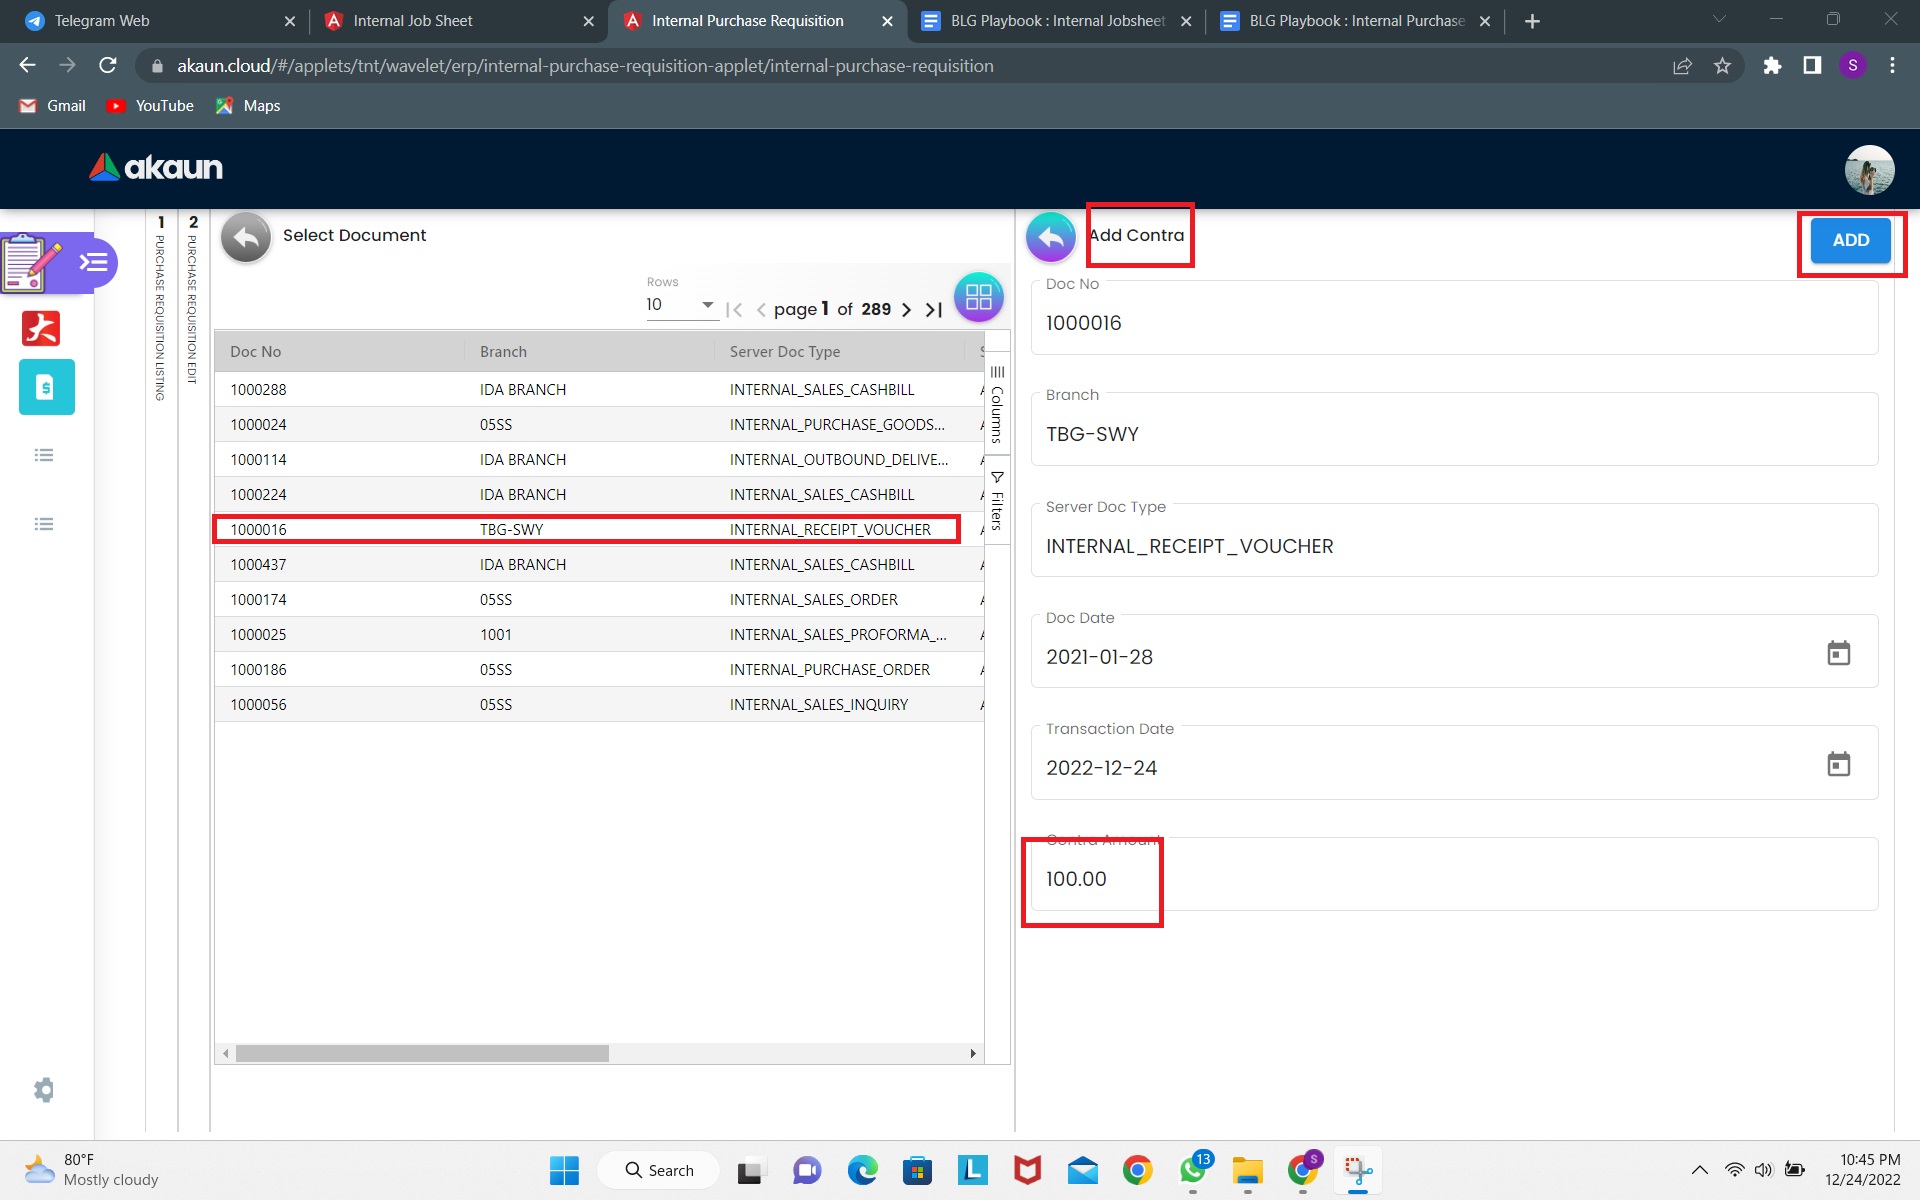 Telegram Web
Internal Job Sheet
Internal Purchase Requisition
BLG Playbook : Internal Jobsheet
BLG Playbook : Internal Purchase
akaun.cloud/#/applets/tnt/wavelet/erp/internal-purchase-requisition-applet/internal-purchase-requisition
S
Gmail
YouTube
Maps
akaun
1
PURCHASE REQUISITION LISTING
2
PURCHASE REQUISITION EDIT
Select Document
Rows
10
page 1 of 289
Doc No Branch Server Doc Type
1000288 IDA BRANCH INTERNAL_SALES_CASHBILL
1000024 05SS INTERNAL_PURCHASE_GOODS...
1000114 IDA BRANCH INTERNAL_OUTBOUND_DELIVE...
1000224 IDA BRANCH INTERNAL_SALES_CASHBILL
1000016 TBG-SWY INTERNAL_RECEIPT_VOUCHER
1000437 IDA BRANCH INTERNAL_SALES_CASHBILL
1000174 05SS INTERNAL_SALES_ORDER
1000025 1001 INTERNAL_SALES_PROFORMA_...
1000186 05SS INTERNAL_PURCHASE_ORDER
1000056 05SS INTERNAL_SALES_INQUIRY
Columns
Filters
Add Contra
ADD
Doc No
1000016
Branch
TBG-SWY
Server Doc Type
INTERNAL_RECEIPT_VOUCHER
Doc Date
2021-01-28
Transaction Date
2022-12-24
Contra Amount
100.00
80°F
Mostly cloudy
Search
L
13
S
10:45 PM
12/24/2022